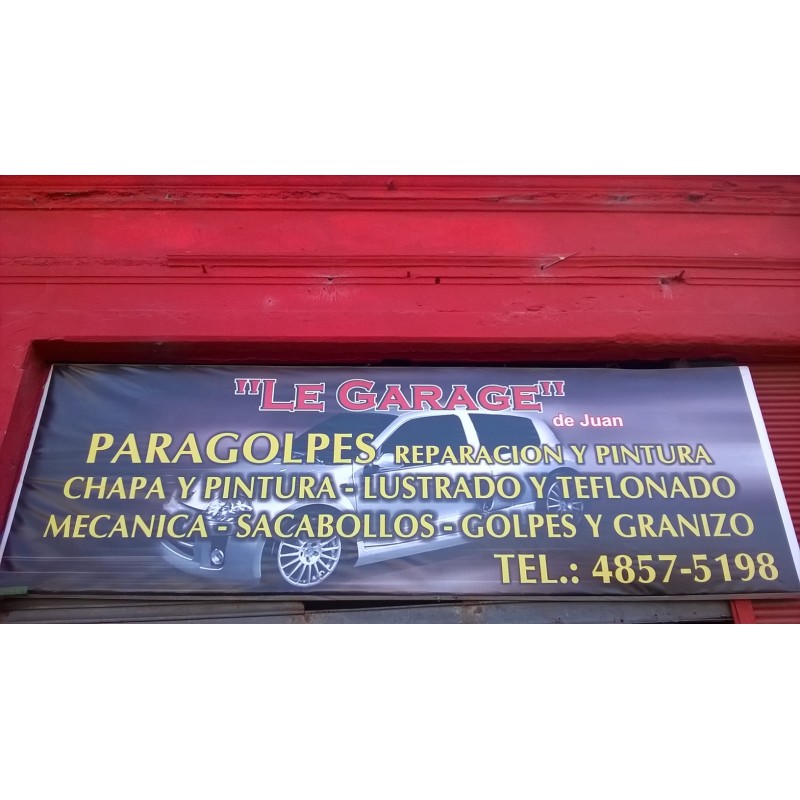 "LE GARAGE"
de Juan
PARAGOLPES REPARACION Y PINTURA
CHAPA Y PINTURA - LUSTRADO Y TEFLONADO
MECANICA - SACABOLLOS - GOLPES Y GRANIZO
TEL.: 4857-5198